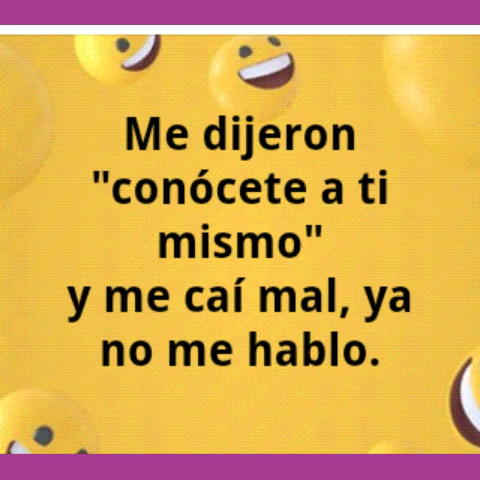 Me dijeron
"conócete a ti
mismo"
y me caí mal, ya
no me hablo.